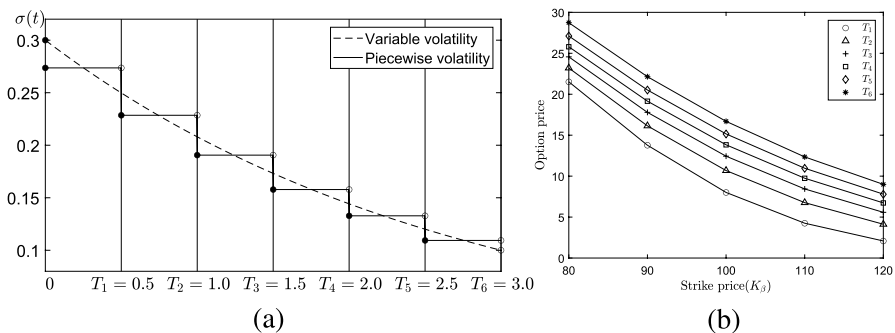 σ(t)
0.3
0.25
0.2
0.15
0.1
Variable volatility
Piecewise volatility
0 T₁ = 0.5 T₂ = 1.0 T₃ = 1.5 T₄ = 2.0 T₅ = 2.5 T₆ = 3.0
(a)
Option price
30
25
20
15
10
5
0
T₁
T₂
T₃
T₄
T₅
T₆
80 90 100 110 120
Strike price(K_β)
(b)